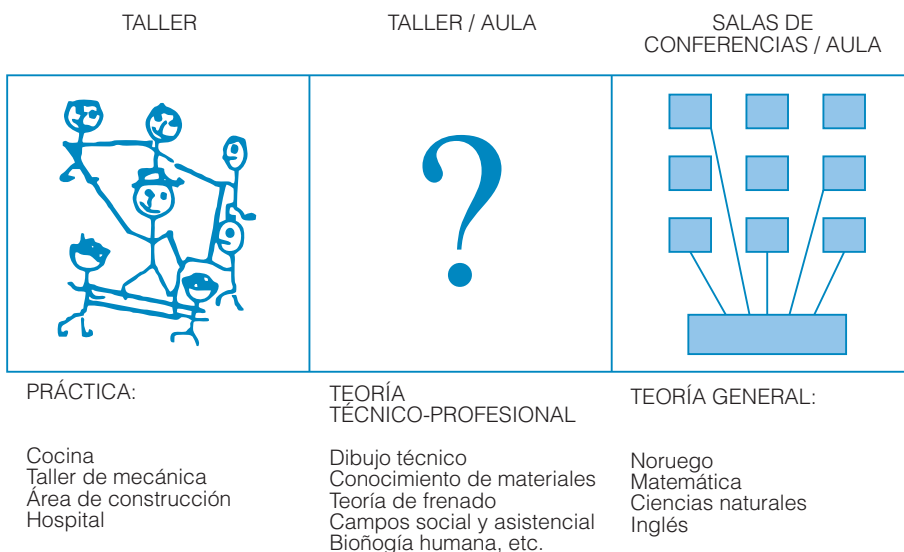 TALLER
TALLER / AULA
SALAS DE
CONFERENCIAS / AULA
?
PRÁCTICA:
Cocina
Taller de mecánica
Área de construcción
Hospital
TEORÍA
TÉCNICO-PROFESIONAL
Dibujo técnico
Conocimiento de materiales
Teoría de frenado
Campos social y asistencial
Bioñogía humana, etc.
TEORÍA GENERAL:
Noruego
Matemática
Ciencias naturales
Inglés